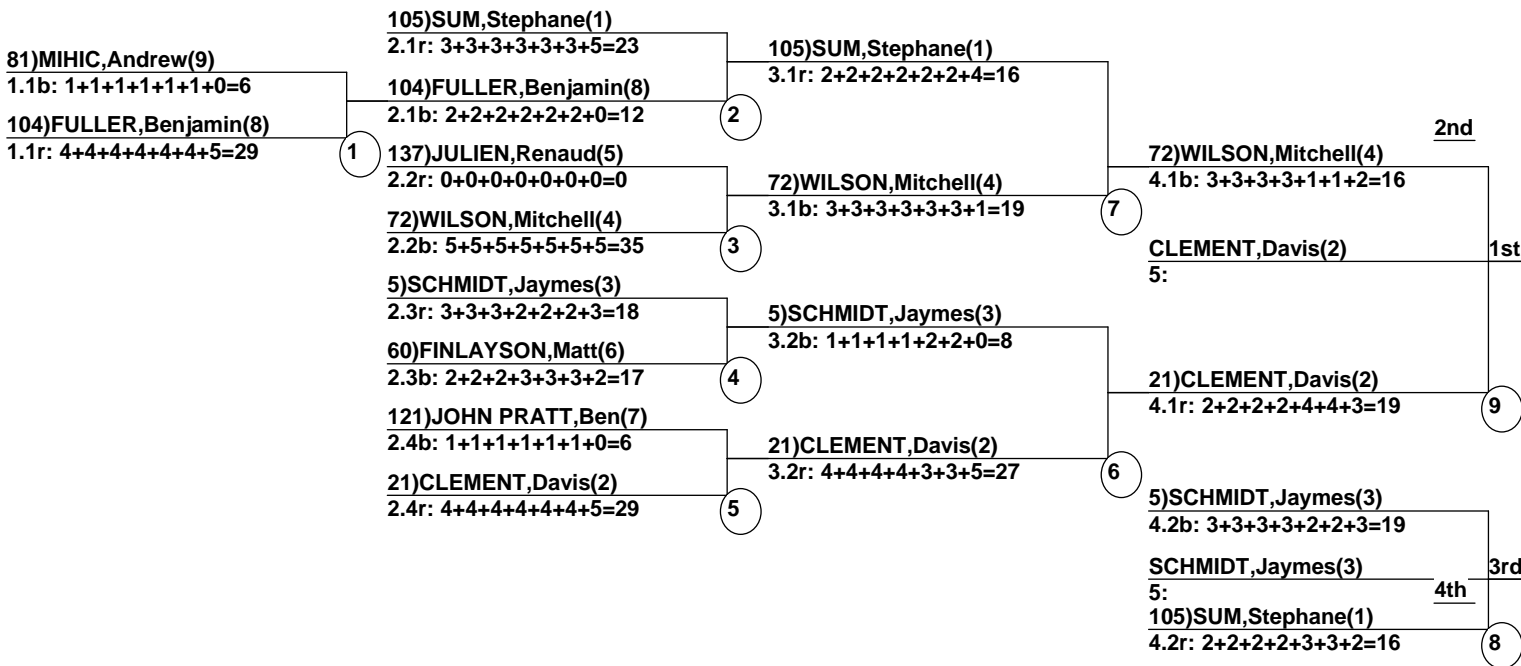 81)MIHIC,Andrew(9)
1.1b: 1+1+1+1+1+1+0=6
104)FULLER,Benjamin(8)
1.1r: 4+4+4+4+4+4+5=29
1
105)SUM,Stephane(1)
2.1r: 3+3+3+3+3+3+5=23
104)FULLER,Benjamin(8)
2.1b: 2+2+2+2+2+2+0=12
2
137)JULIEN,Renaud(5)
2.2r: 0+0+0+0+0+0+0=0
72)WILSON,Mitchell(4)
2.2b: 5+5+5+5+5+5+5=35
3
5)SCHMIDT,Jaymes(3)
2.3r: 3+3+3+2+2+2+3=18
60)FINLAYSON,Matt(6)
2.3b: 2+2+2+3+3+3+2=17
4
121)JOHN PRATT,Ben(7)
2.4b: 1+1+1+1+1+1+0=6
21)CLEMENT,Davis(2)
2.4r: 4+4+4+4+4+4+5=29
5
105)SUM,Stephane(1)
3.1r: 2+2+2+2+2+2+4=16
72)WILSON,Mitchell(4)
3.1b: 3+3+3+3+3+3+1=19
7
5)SCHMIDT,Jaymes(3)
3.2b: 1+1+1+1+2+2+0=8
21)CLEMENT,Davis(2)
3.2r: 4+4+4+4+3+3+5=27
6
2nd
72)WILSON,Mitchell(4)
4.1b: 3+3+3+3+1+1+2=16
CLEMENT,Davis(2)
1st
5:
21)CLEMENT,Davis(2)
4.1r: 2+2+2+2+4+4+3=19
9
5)SCHMIDT,Jaymes(3)
4.2b: 3+3+3+3+2+2+3=19
SCHMIDT,Jaymes(3)
3rd
5:
4th
105)SUM,Stephane(1)
4.2r: 2+2+2+2+3+3+2=16
8